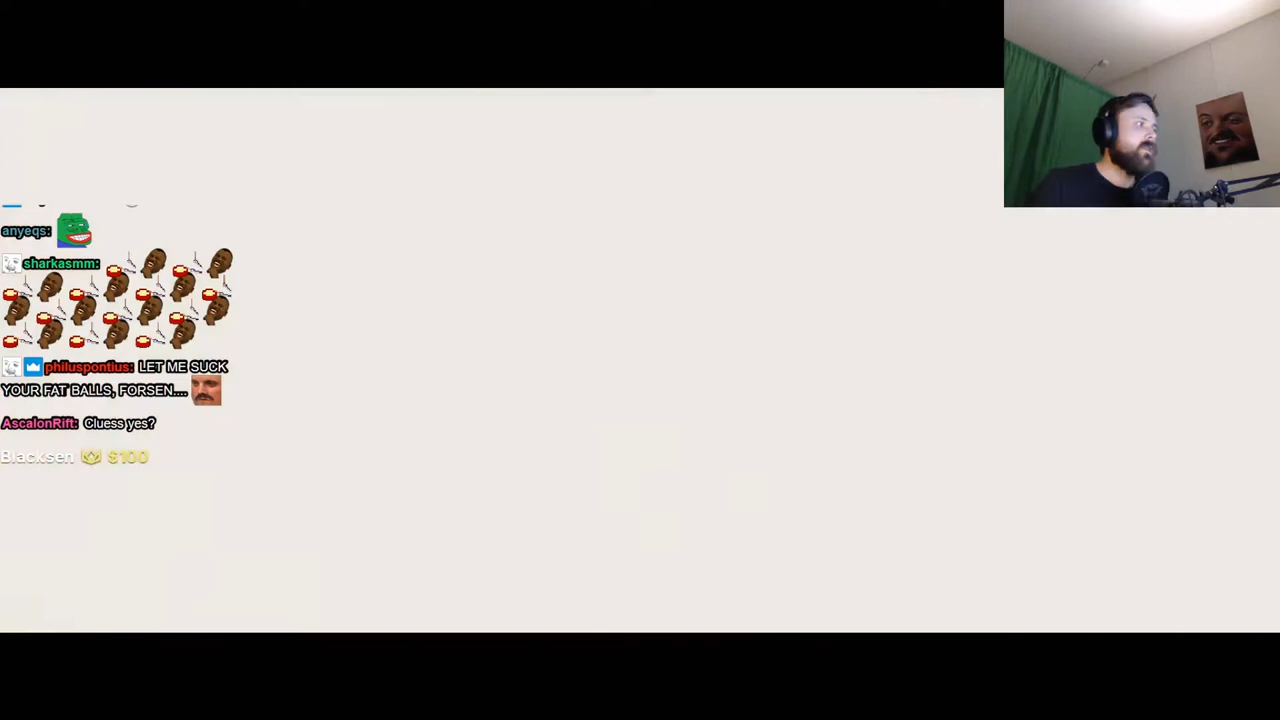 anyeqs:
sharkasmm:
philuspontius: LET ME SUCK
YOUR FAT BALLS, FORSEN....
AscalonRift: Cluess yes?
Blacksen $100